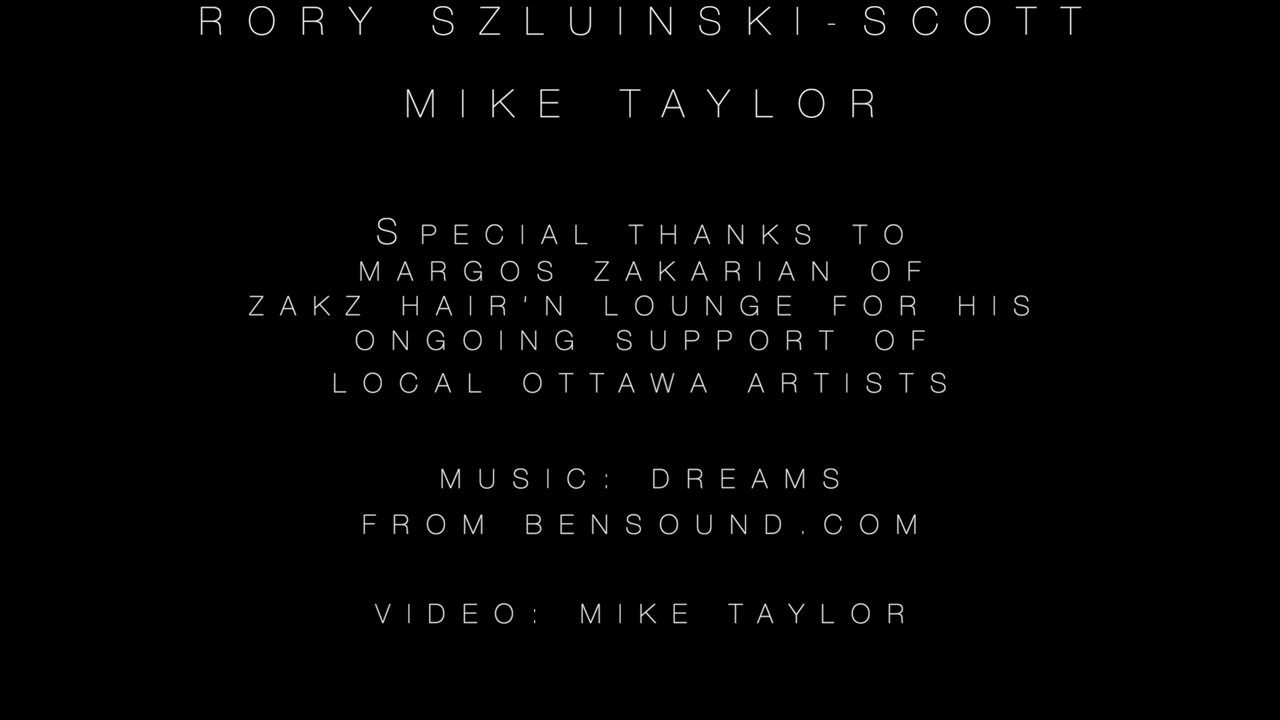 RORY SZLUINSKI-SCOTT
MIKE TAYLOR
SPECIAL THANKS TO
MARGOS ZAKARIAN OF
ZAKZ HAIR'N LOUNGE FOR HIS
ONGOING SUPPORT OF
LOCAL OTTAWA ARTISTS
MUSIC: DREAMS
FROM BENSOUND.COM
VIDEO: MIKE TAYLOR